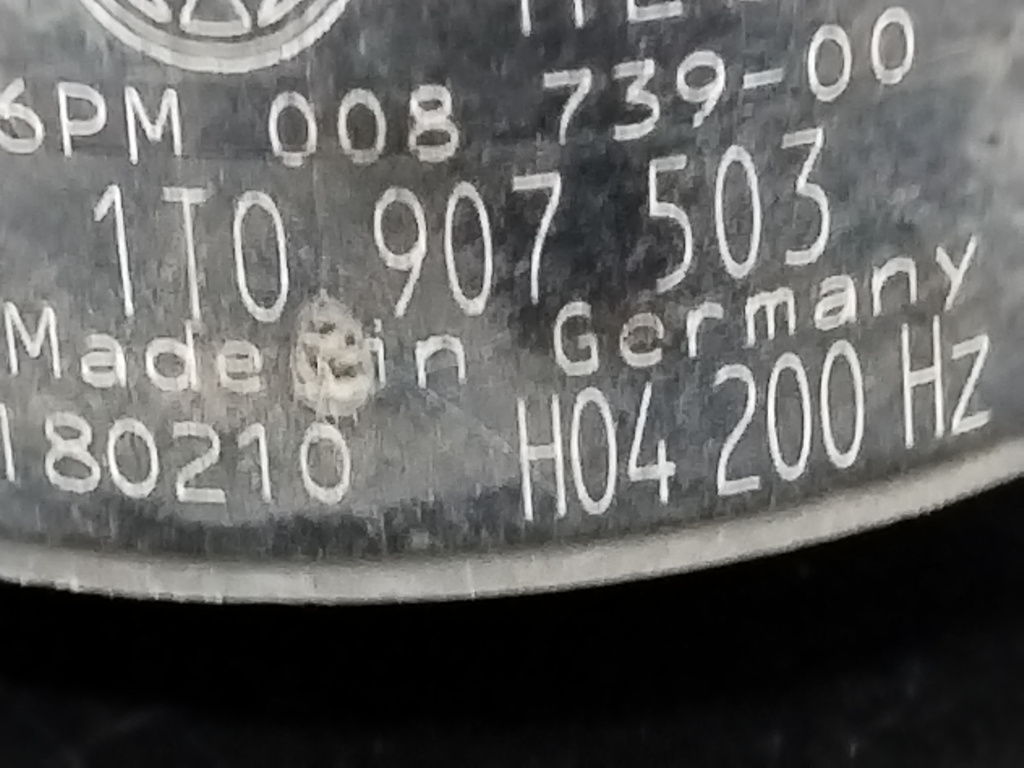 6PM 008 739-00
1T0 907 503
Made in Germany
180210 H04 200 Hz